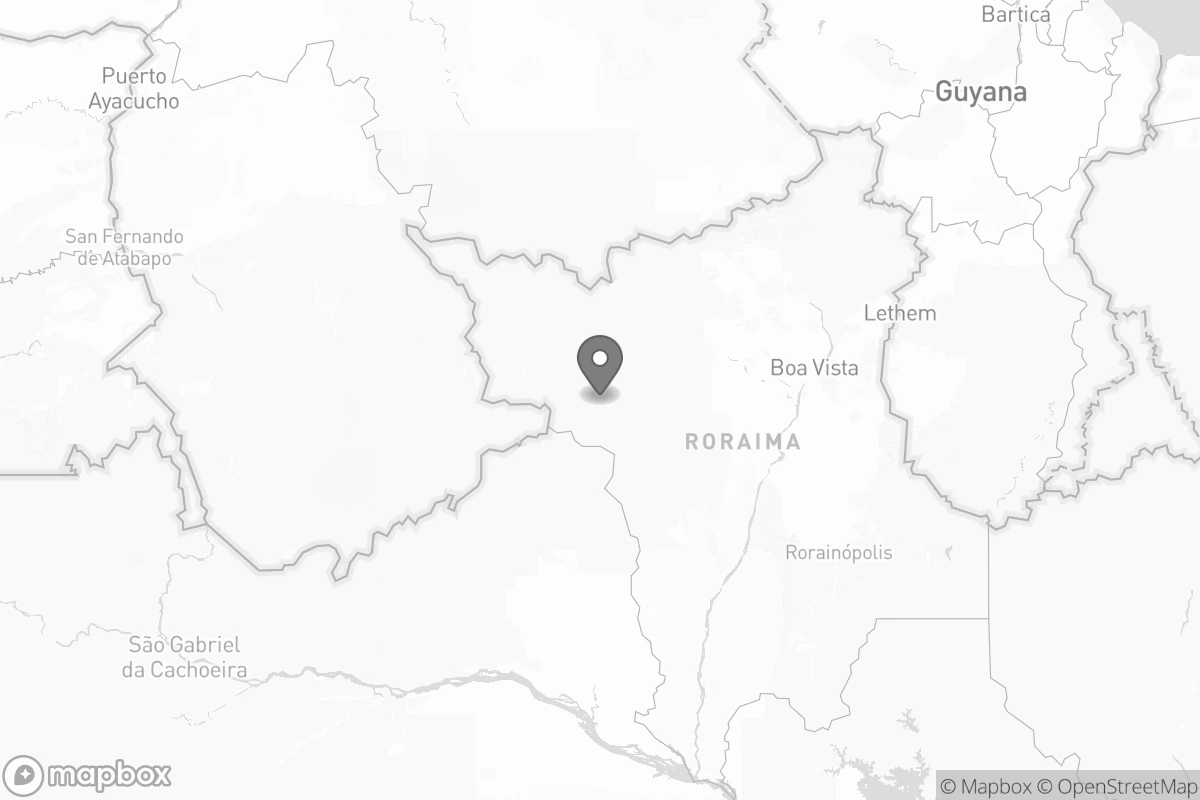 Bartica
Puerto
Ayacucho
Guyana
San Fernando
de Atabapo
Lethem
Boa Vista
RORAIMA
Rorainópolis
São Gabriel
da Cachoeira
mapbox
© Mapbox © OpenStreetMap